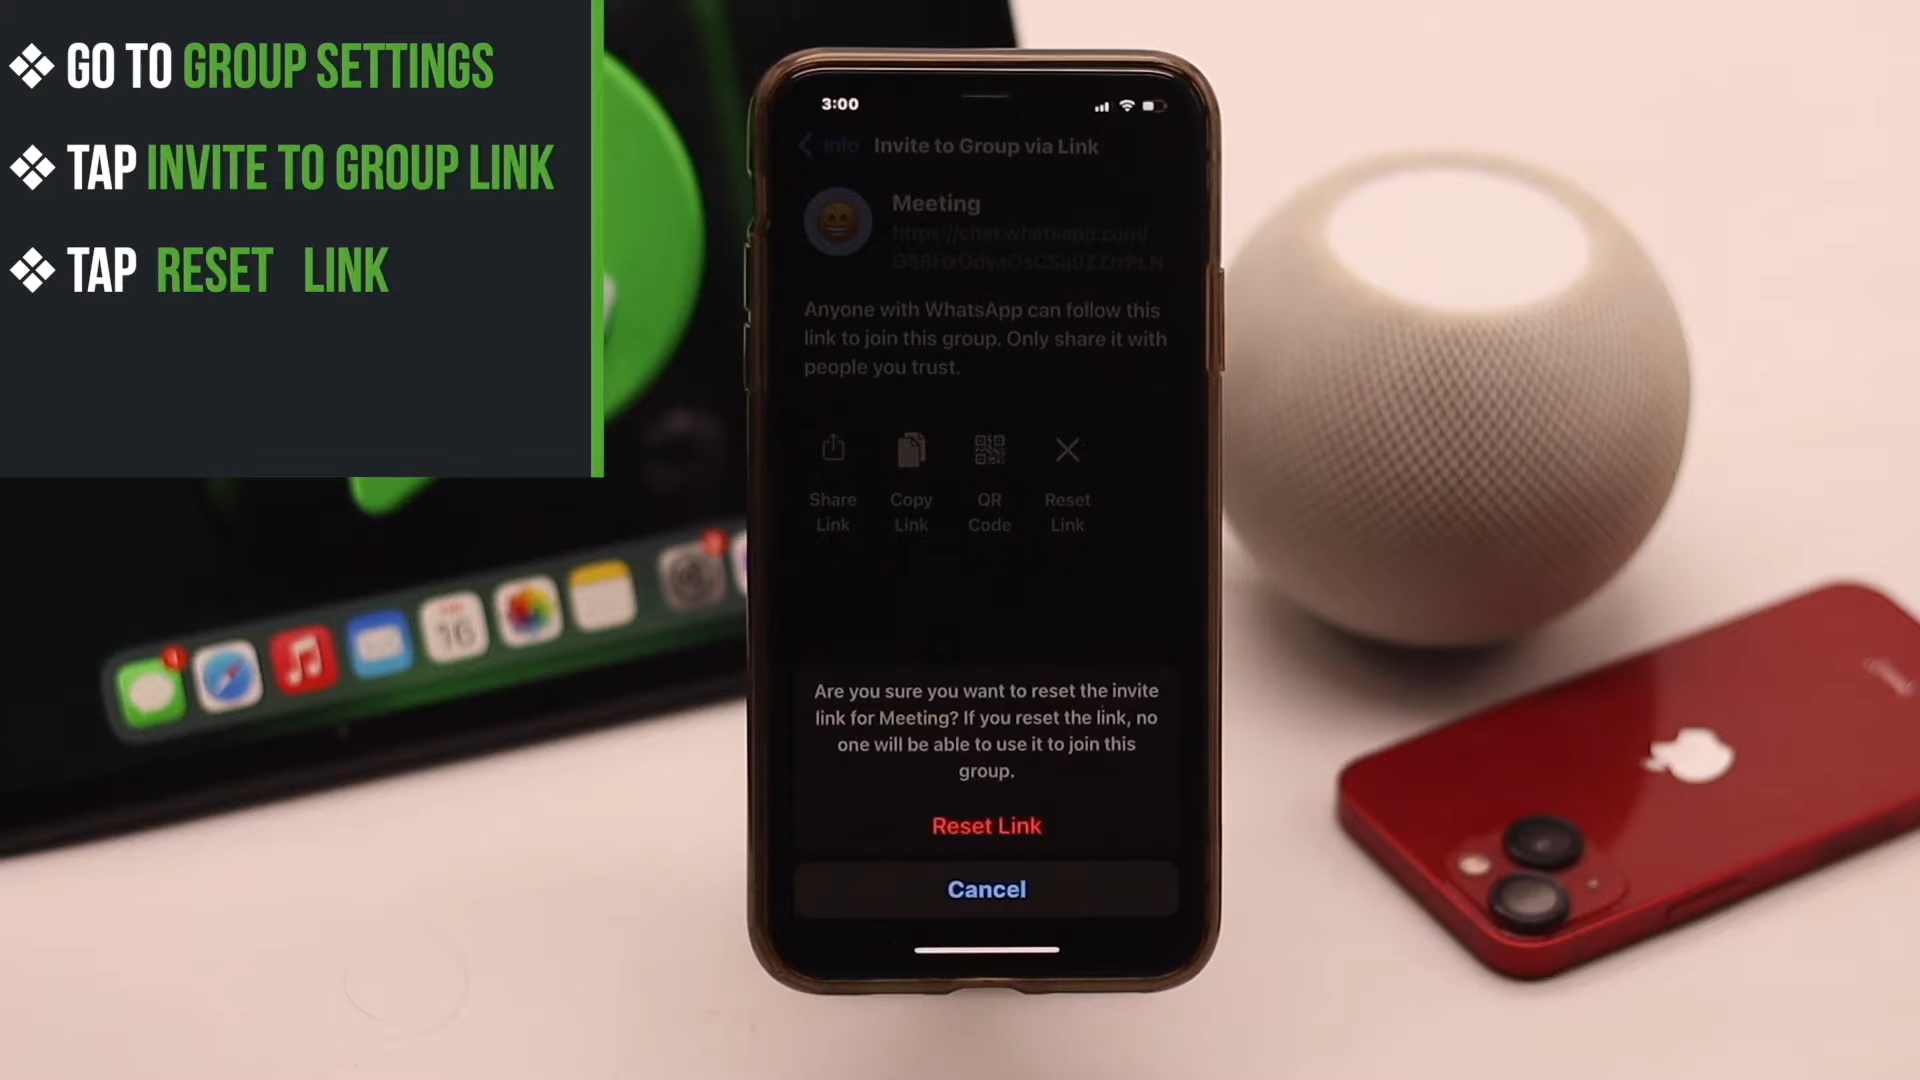 ❖ GO TO GROUP SETTINGS
❖ TAP INVITE TO GROUP LINK
❖ TAP RESET LINK
3:00
Info Invite to Group via Link
Meeting
https://chat.whatsapp.com/
Anyone with WhatsApp can follow this
link to join this group. Only share it with
people you trust.
Share Link
Copy Link
QR Code
Reset Link
Are you sure you want to reset the invite
link for Meeting? If you reset the link, no
one will be able to use it to join this
group.
Reset Link
Cancel
16